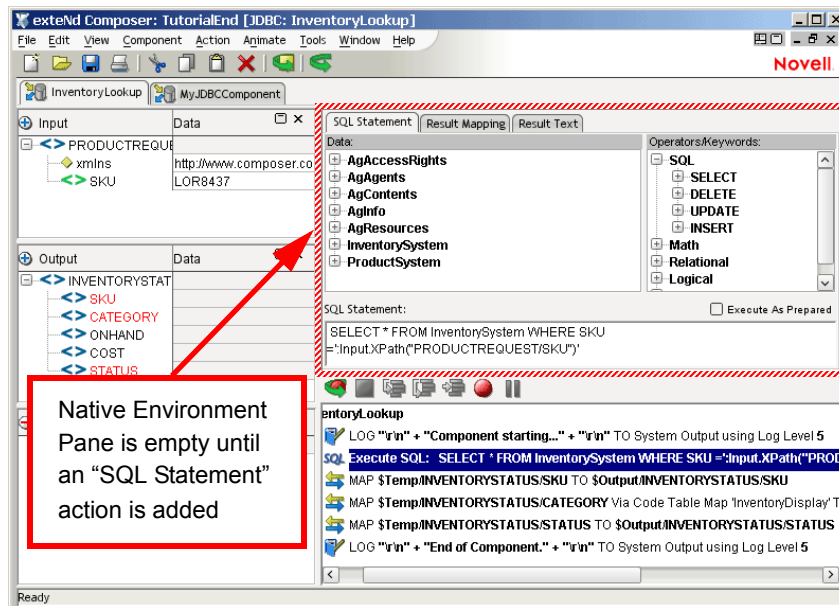 exteNd Composer: TutorialEnd [JDBC: InventoryLookup]
File Edit View Component Action Animate Tools Window Help
Novell.
InventoryLookup
MyJDBCComponent
Input
Data
PRODUCTREQUE
xmlns
http://www.composer.co
SKU
LOR8437
Output
Data
INVENTORYSTAT
SKU
CATEGORY
ONHAND
COST
STATUS
SQL Statement
Result Mapping
Result Text
Data:
AgAccessRights
AgAgents
AgContents
AgInfo
AgResources
InventorySystem
ProductSystem
Operators/Keywords:
SQL
SELECT
DELETE
UPDATE
INSERT
Math
Relational
Logical
SQL Statement:
Execute As Prepared
SELECT * FROM InventorySystem WHERE SKU
=':Input.XPath("PRODUCTREQUEST/SKU")'
Native Environment
Pane is empty until
an “SQL Statement”
action is added
entoryLookup
LOG "\r\n" + "Component starting..." + "\r\n" TO System Output using Log Level 5
SQL Execute SQL: SELECT * FROM InventorySystem WHERE SKU =':Input.XPath("PROD
MAP $Temp/INVENTORYSTATUS/SKU TO $Output/INVENTORYSTATUS/SKU
MAP $Temp/INVENTORYSTATUS/CATEGORY Via Code Table Map 'InventoryDisplay' T
MAP $Temp/INVENTORYSTATUS/STATUS TO $Output/INVENTORYSTATUS/STATUS
LOG "\r\n" + "End of Component." + "\r\n" TO System Output using Log Level 5
Ready